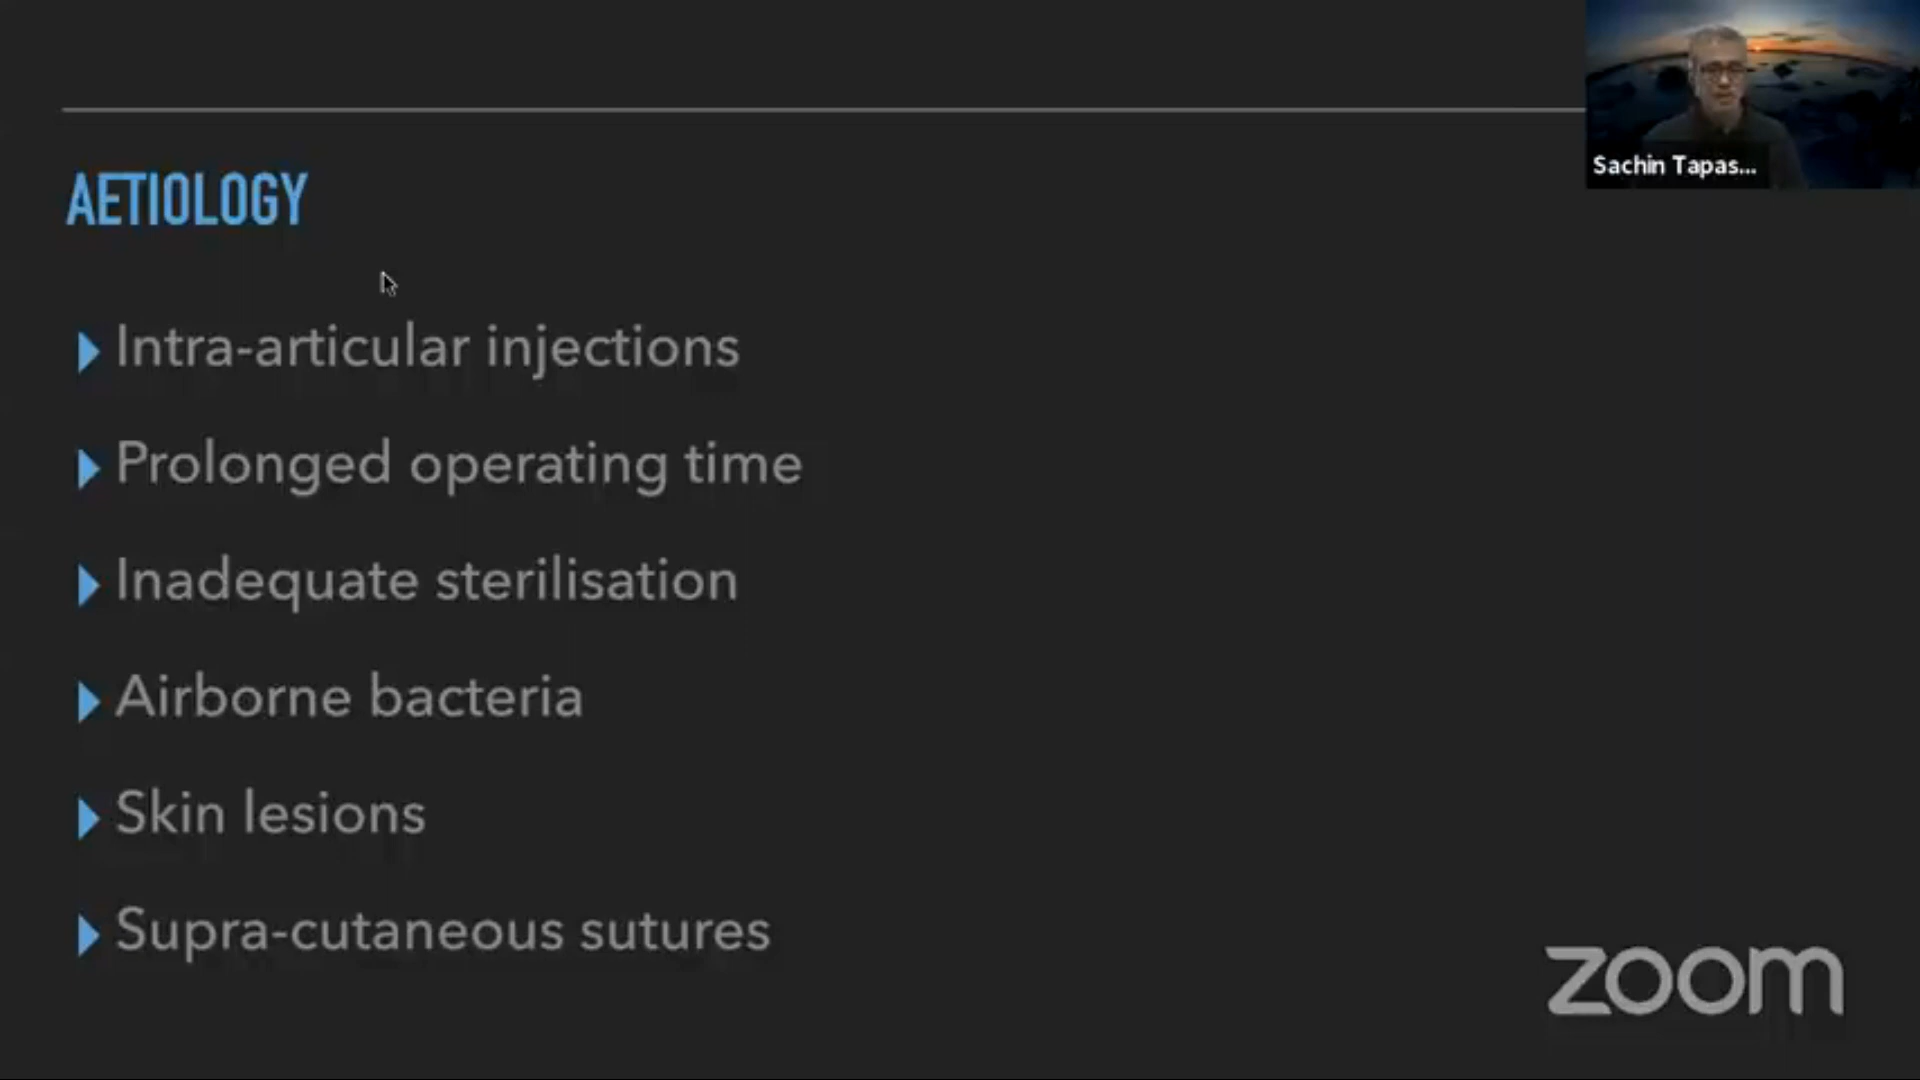 Sachin Tapas...
AETIOLOGY
Intra-articular injections
Prolonged operating time
Inadequate sterilisation
Airborne bacteria
Skin lesions
Supra-cutaneous sutures
zoom